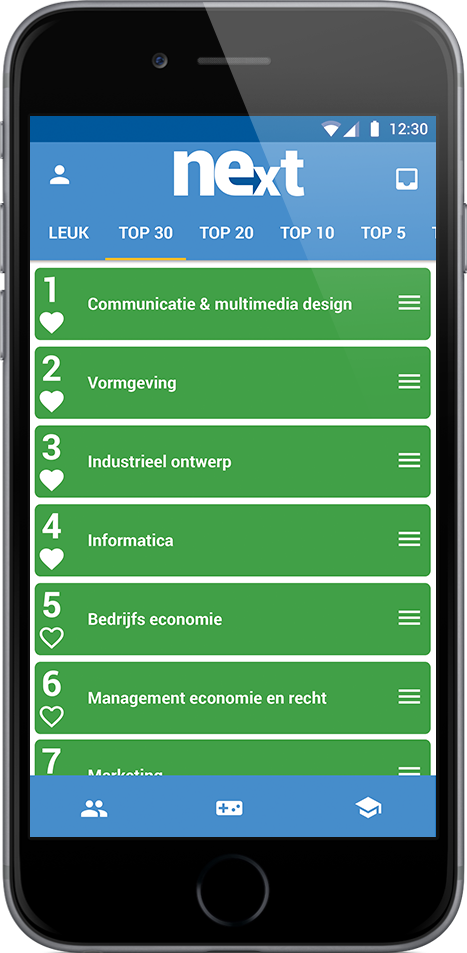 12:30
next
LEUK TOP 30 TOP 20 TOP 10 TOP 5
1
Communicatie & multimedia design
2
Vormgeving
3
Industrieel ontwerp
4
Informatica
5
Bedrijfs economie
6
Management economie en recht
7
Marketing